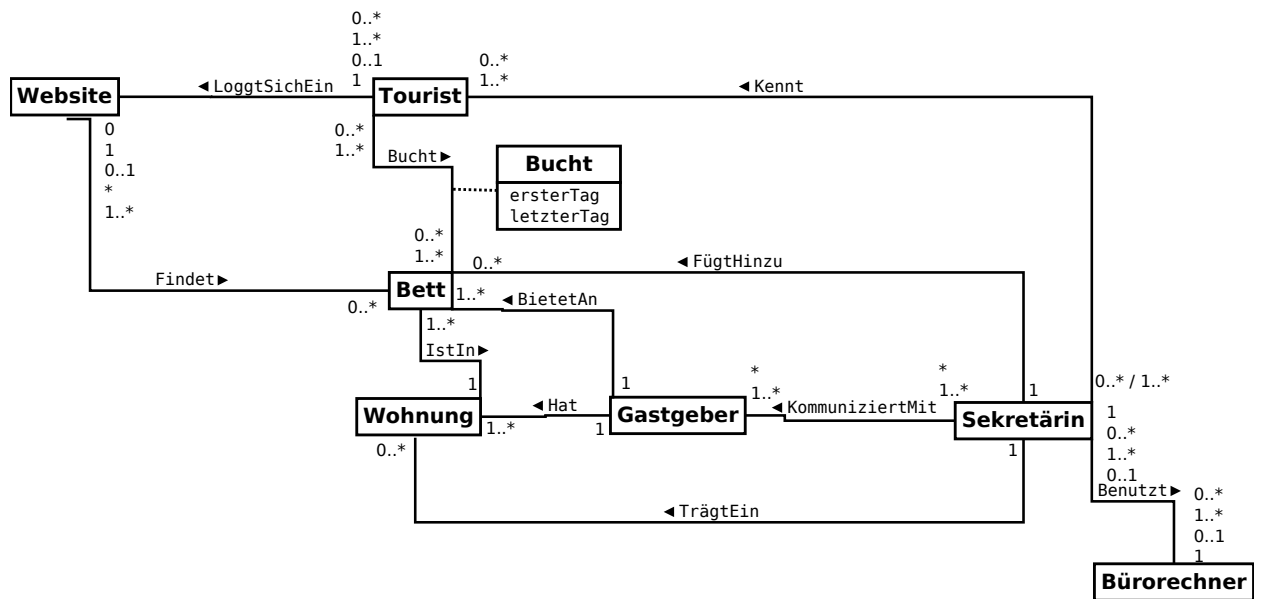 0..*
1..*
0..1
1
0..*
1..*
◄ LoggtSichEin
◄ Kennt
Website
Tourist
0
1
0..1
*
1..*
0..*
1..*
Bucht►
Bucht
ersterTag
letzterTag
0..*
1..*
0..*
◄ FügtHinzu
Findet►
Bett
0..*
1..*
◄ BietetAn
1..*
IstIn►
1
1
*
1..*
*
1..*
1
0..* / 1..*
Wohnung
◄ Hat
1..*
1
Gastgeber
◄ KommuniziertMit
Sekretärin
1
0..*
1..*
0..1
0..*
1
Benutzt►
0..*
1..*
0..1
1
◄ TrägtEin
Bürorechner